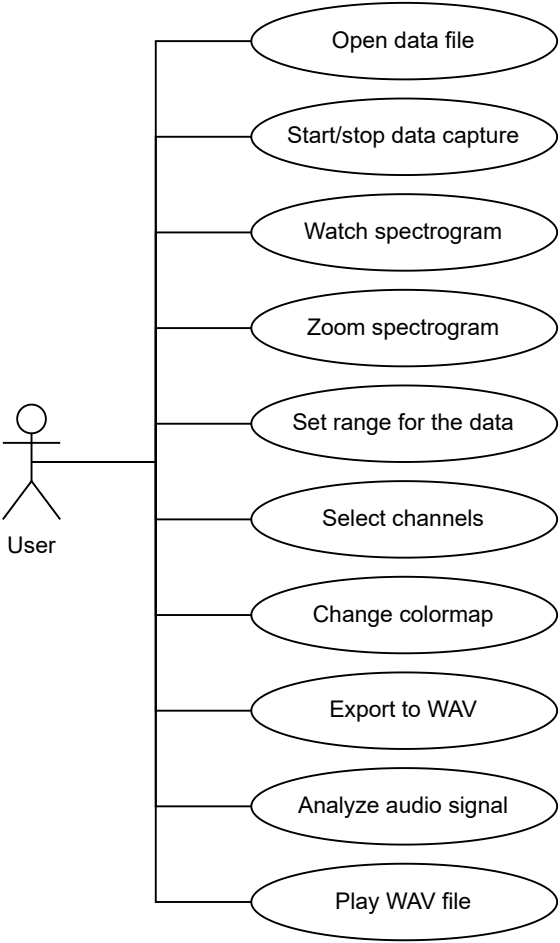 Open data file
Start/stop data capture
Watch spectrogram
Zoom spectrogram
Set range for the data
Select channels
User
Change colormap
Export to WAV
Analyze audio signal
Play WAV file